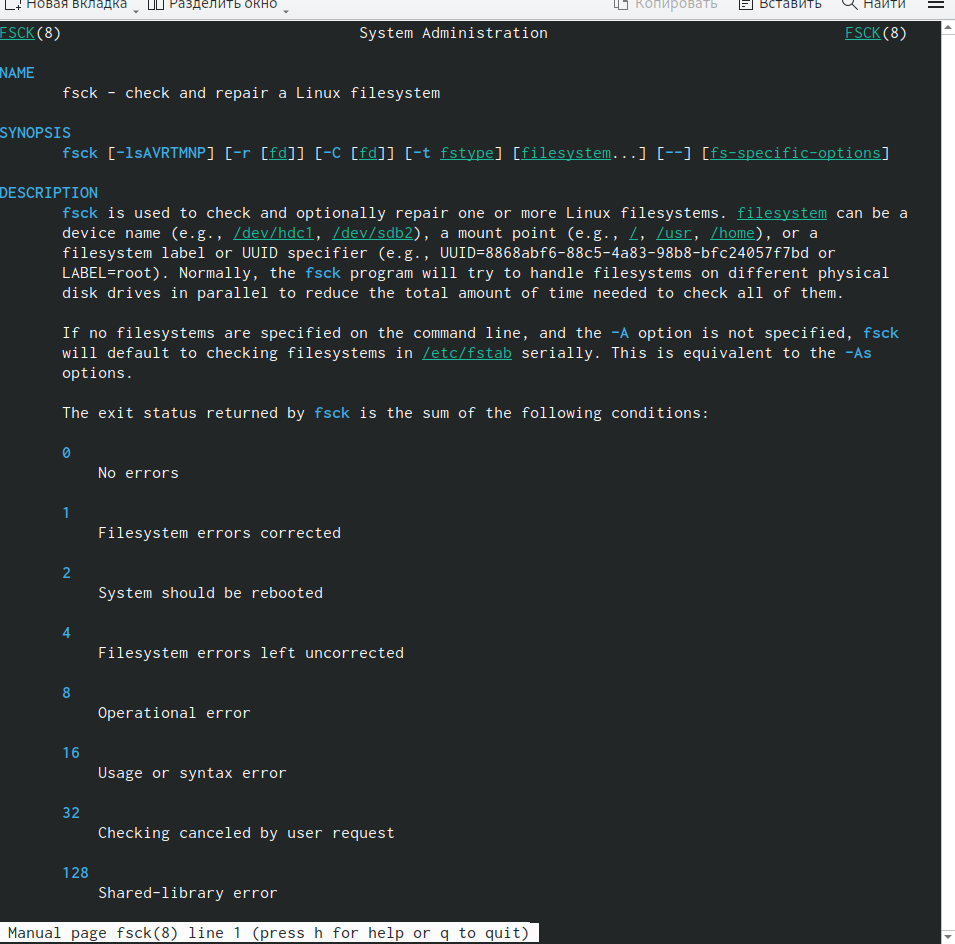 Новая вкладка Разделить окно Копировать Вставить Найти
FSCK(8) System Administration FSCK(8)
NAME
fsck - check and repair a Linux filesystem
SYNOPSIS
fsck [-lsAVRTMNP] [-r [fd]] [-C [fd]] [-t fstype] [filesystem...] [--] [fs-specific-options]
DESCRIPTION
fsck is used to check and optionally repair one or more Linux filesystems. filesystem can be a
device name (e.g., /dev/hdc1, /dev/sdb2), a mount point (e.g., /, /usr, /home), or a
filesystem label or UUID specifier (e.g., UUID=8868abf6-88c5-4a83-98b8-bfc24057f7bd or
LABEL=root). Normally, the fsck program will try to handle filesystems on different physical
disk drives in parallel to reduce the total amount of time needed to check all of them.
If no filesystems are specified on the command line, and the -A option is not specified, fsck
will default to checking filesystems in /etc/fstab serially. This is equivalent to the -As
options.
The exit status returned by fsck is the sum of the following conditions:
0
No errors
1
Filesystem errors corrected
2
System should be rebooted
4
Filesystem errors left uncorrected
8
Operational error
16
Usage or syntax error
32
Checking canceled by user request
128
Shared-library error
Manual page fsck(8) line 1 (press h for help or q to quit)